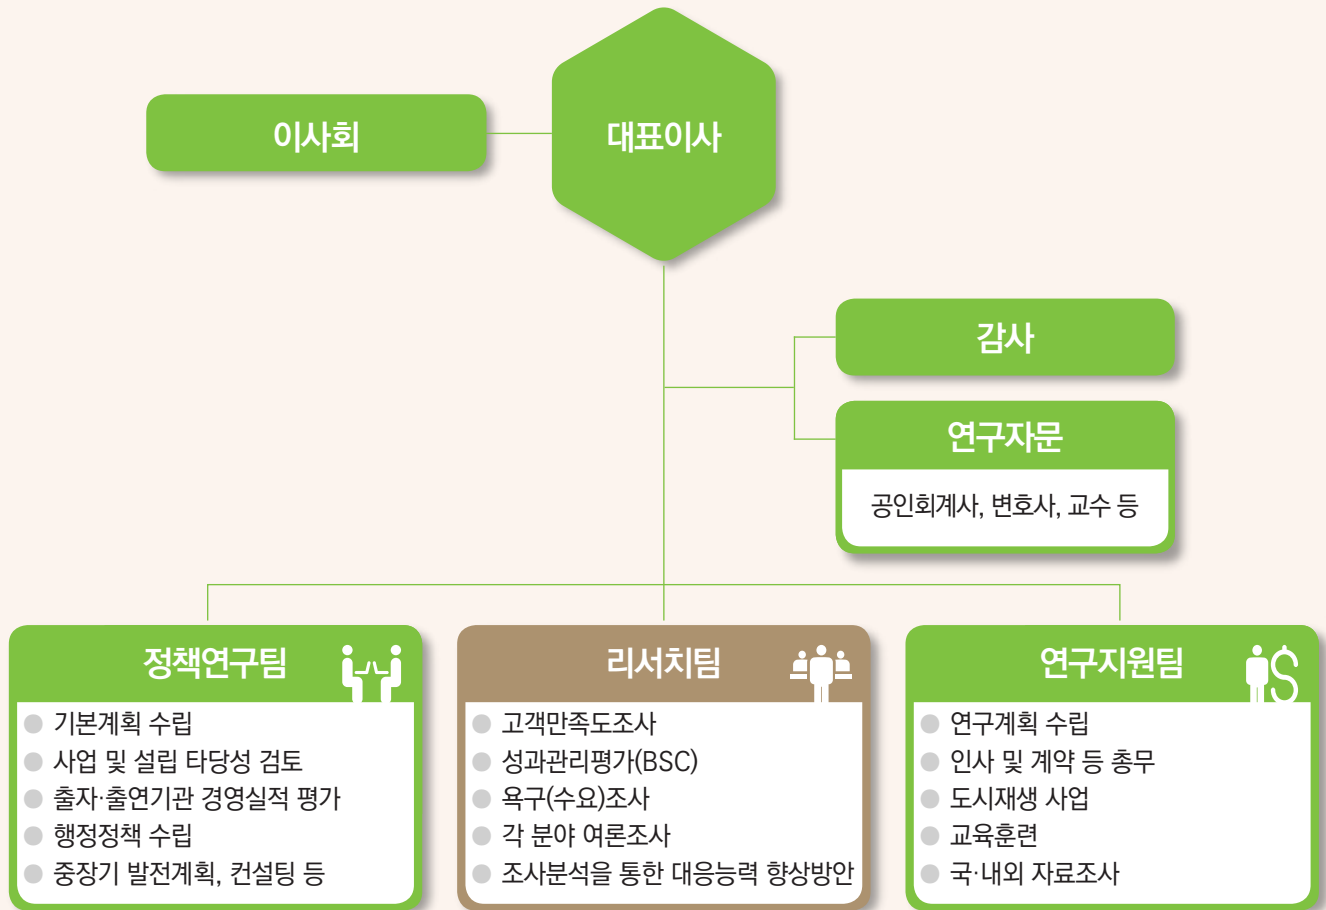 이사회
대표이사
감사
연구자문
공인회계사, 변호사, 교수 등
정책연구팀
기본계획 수립
사업 및 설립 타당성 검토
출자·출연기관 경영실적 평가
행정정책 수립
중장기 발전계획, 컨설팅 등
리서치팀
고객만족도조사
성과관리평가(BSC)
욕구(수요)조사
각 분야 여론조사
조사분석을 통한 대응능력 향상방안
연구지원팀
연구계획 수립
인사 및 계약 등 총무
도시재생 사업
교육훈련
국·내외 자료조사